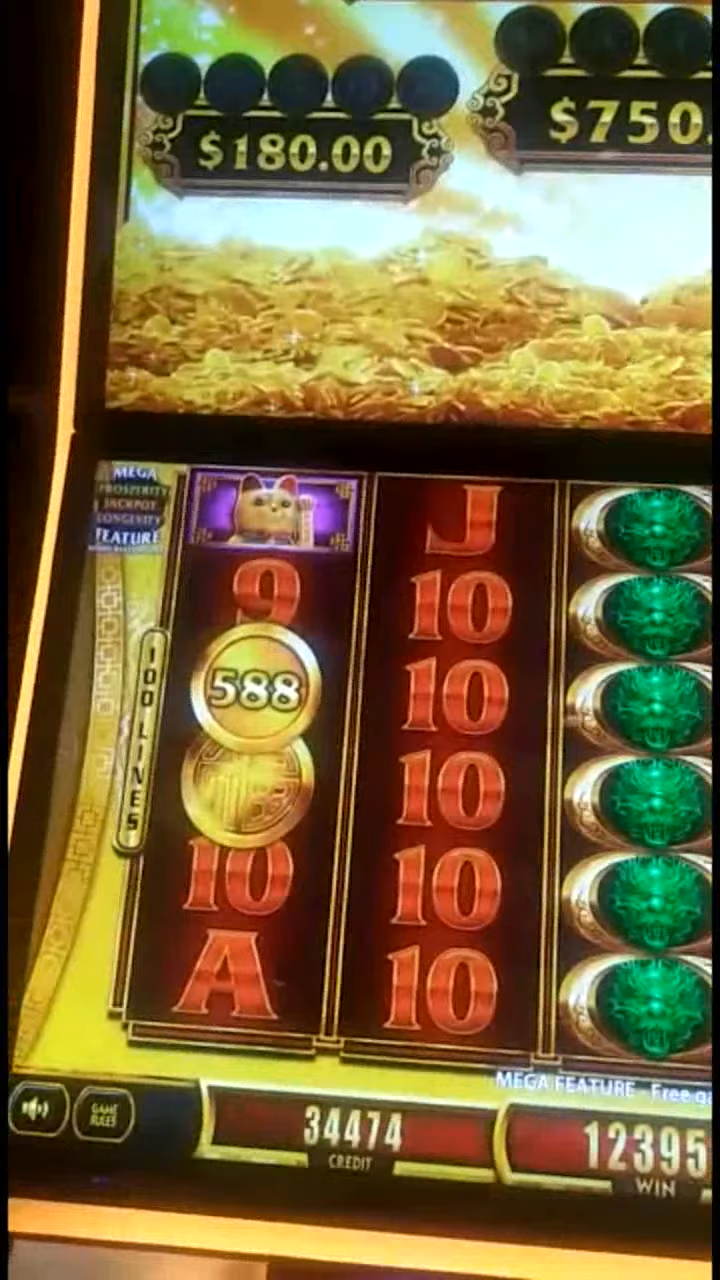 $180.00
$750.
MEGA
PROSPERITY
JACKPOT
LONGEVITY
FEATURE
100 LINES
J
9
10
588
10
10
10
10
10
A
10
MEGA FEATURE - Free ga
GAME
RULES
34474
CREDIT
12395
WIN